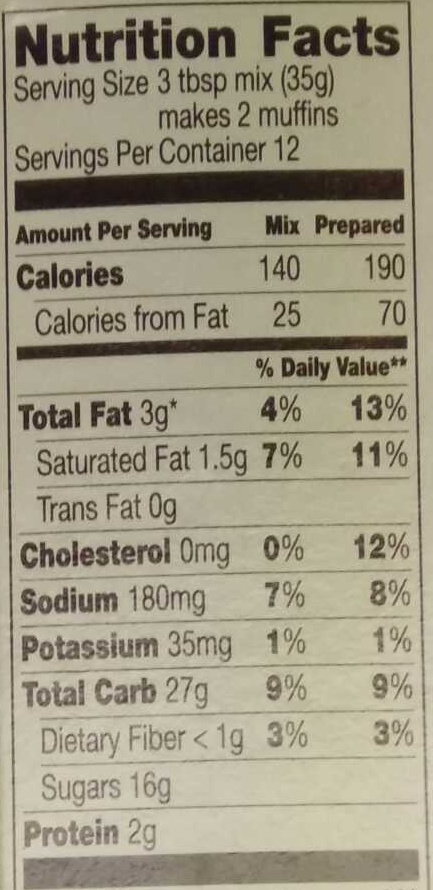 Nutrition Facts
Serving Size 3 tbsp mix (35g)
makes 2 muffins
Servings Per Container 12
Amount Per Serving Mix Prepared
Calories 140 190
Calories from Fat 25 70
% Daily Value**
Total Fat 3g* 4% 13%
Saturated Fat 1.5g 7% 11%
Trans Fat 0g
Cholesterol 0mg 0% 12%
Sodium 180mg 7% 8%
Potassium 35mg 1% 1%
Total Carb 27g 9% 9%
Dietary Fiber < 1g 3% 3%
Sugars 16g
Protein 2g